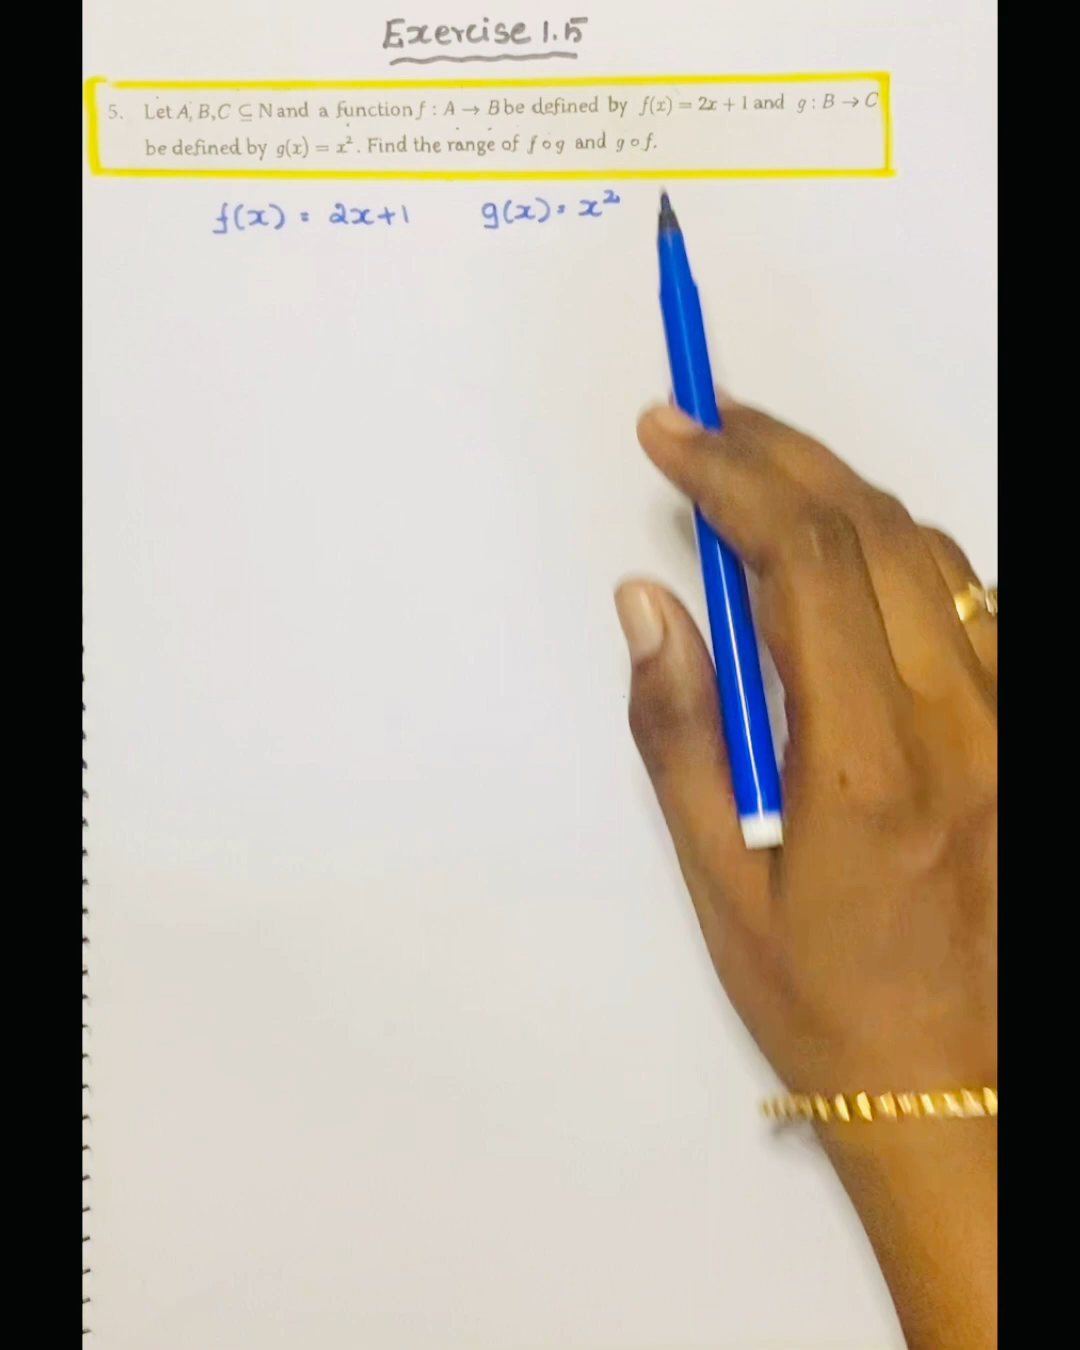 Exercise 1.5
5. Let A, B,C ⊆ N and a function f : A → B be defined by f(x) = 2x + 1 and g : B → C
be defined by g(x) = x². Find the range of f o g and g o f.
f(x) = 2x+1 g(x) = x²